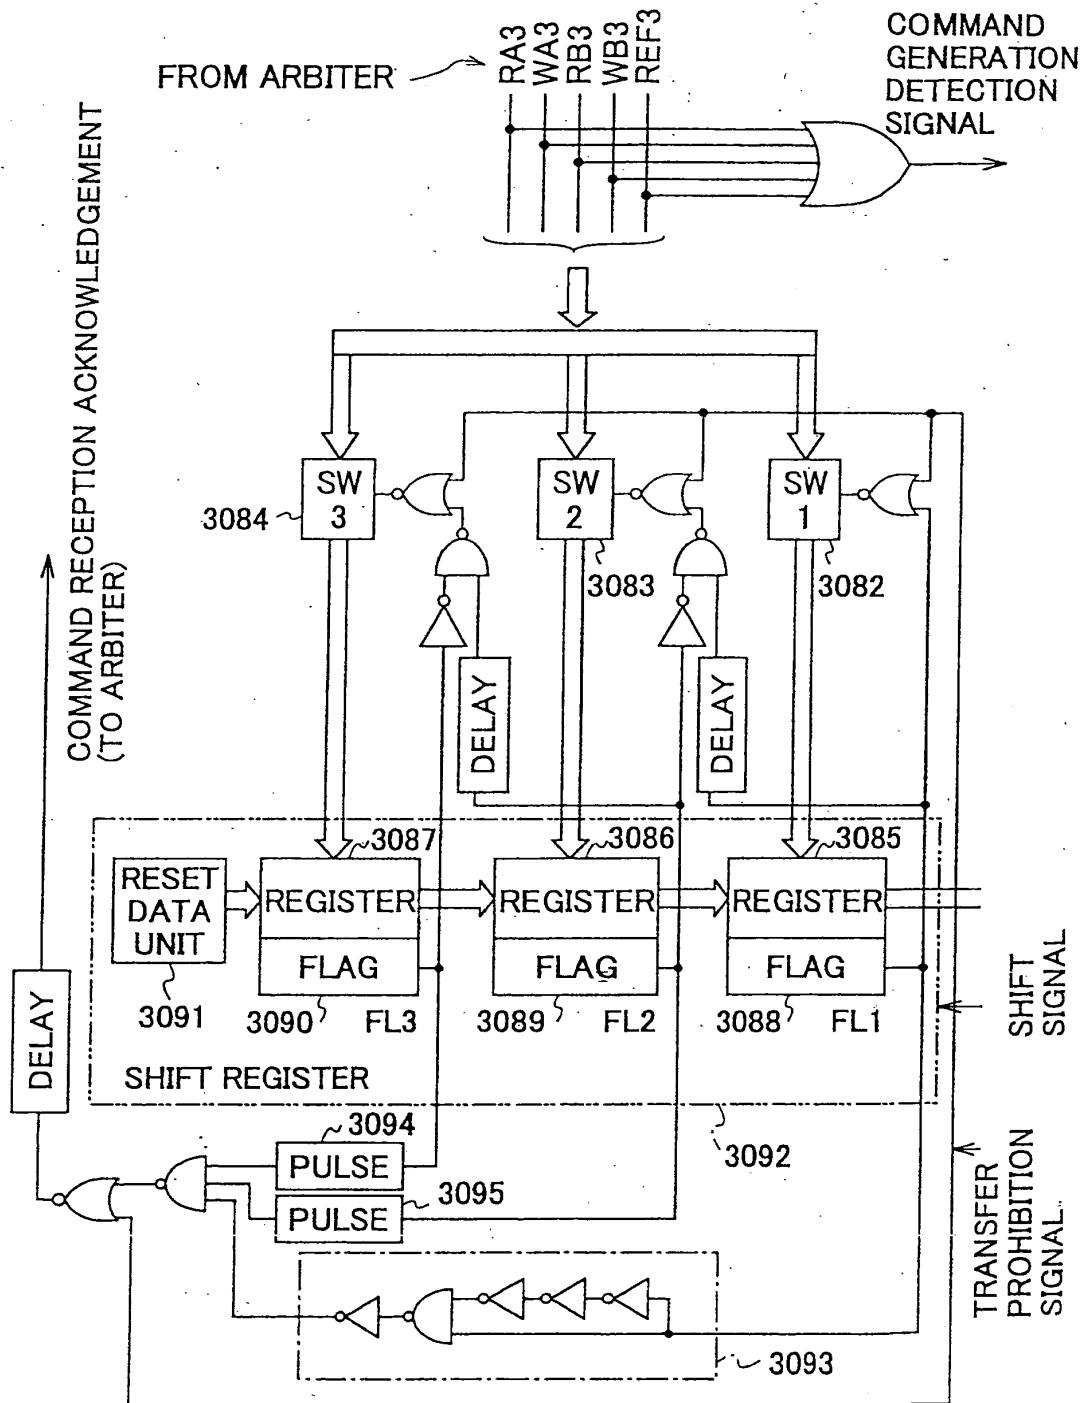 COMMAND
GENERATION
DETECTION
SIGNAL
FROM ARBITER
RA3
WA3
RB3
WB3
REF3
COMMAND RECEPTION ACKNOWLEDGEMENT
(TO ARBITER)
SW
3
3084
SW
2
3083
SW
1
3082
DELAY
DELAY
3087
3086
3085
RESET
DATA
UNIT
REGISTER
REGISTER
REGISTER
FLAG
FLAG
FLAG
3091
3090
FL3
3089
FL2
3088
FL1
SHIFT
SIGNAL
DELAY
SHIFT REGISTER
3092
3094
PULSE
3095
PULSE
TRANSFER
PROHIBITION
SIGNAL
3093